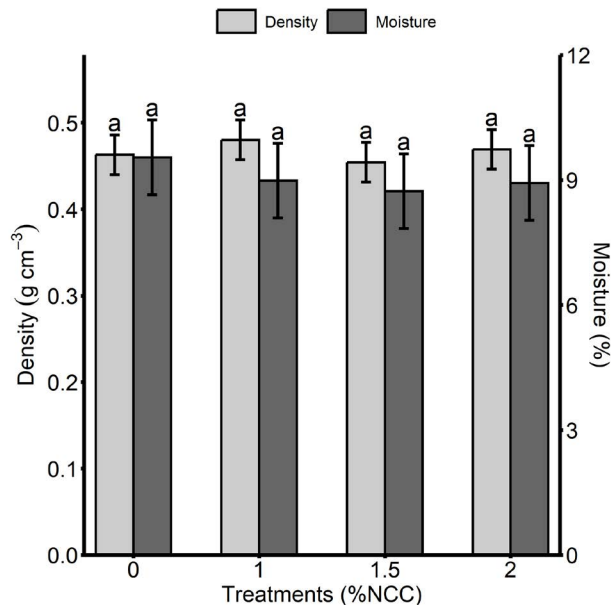 Density Moisture
12
a a a a a a a a
0.5
9
0.4
Density (g cm⁻³)
Moisture (%)
0.3
6
0.2
3
0.1
0.0 0
0 1 1.5 2
Treatments (%NCC)